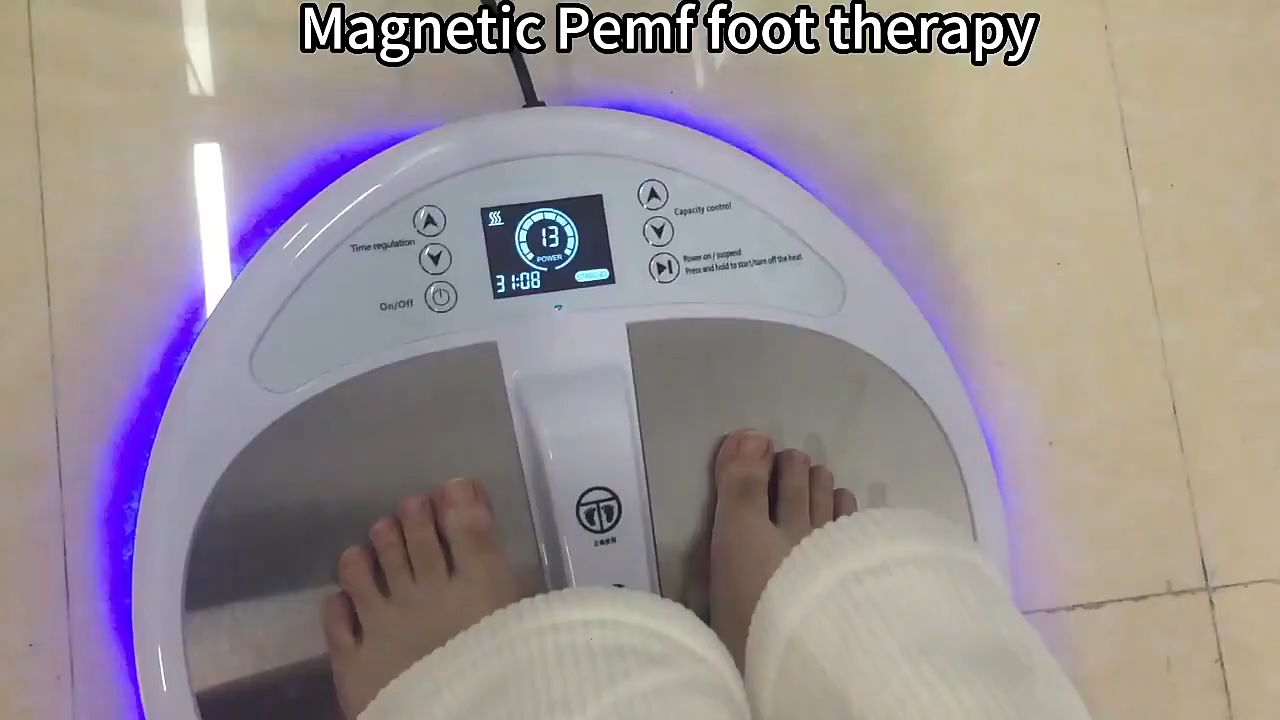 Magnetic Pemf foot therapy
Time regulation
On/Off
13
POWER
31:08
STANDBY
Capacity control
Power on / suspend
Press and hold to start/turn off the heat